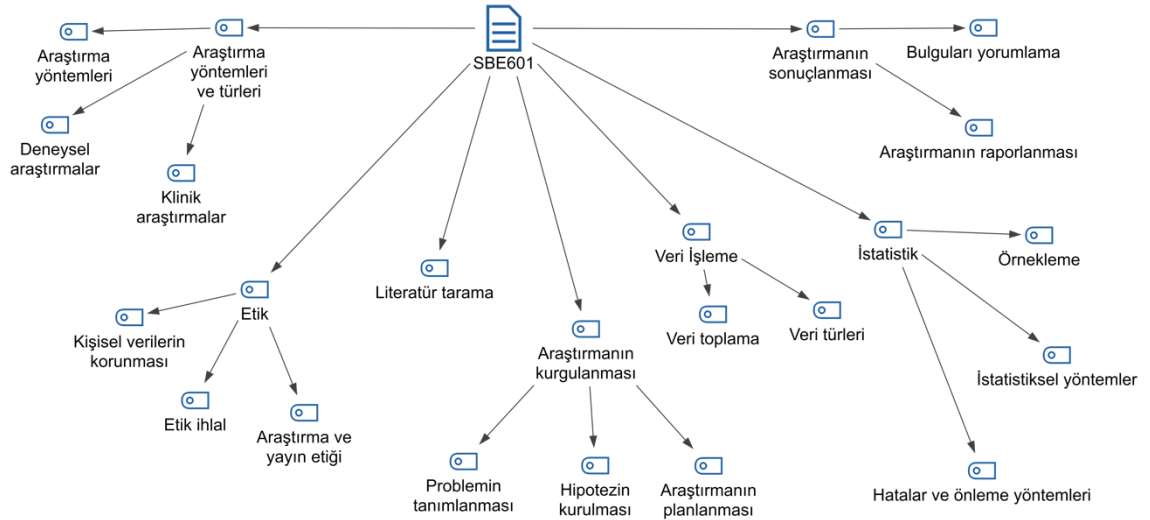 SBE601
Araştırma
yöntemleri
Araştırma
yöntemleri
ve türleri
Araştırmanın
sonuçlanması
Bulguları yorumlama
Deneysel
araştırmalar
Klinik
araştırmalar
Araştırmanın raporlanması
Etik
Literatür tarama
Veri İşleme
İstatistik
Örnekleme
Kişisel verilerin
korunması
Etik ihlal
Araştırma ve
yayın etiği
Araştırmanın
kurgulanması
Veri toplama
Veri türleri
İstatistiksel yöntemler
Problemin
tanımlanması
Hipotezin
kurulması
Araştırmanın
planlanması
Hatalar ve önleme yöntemleri